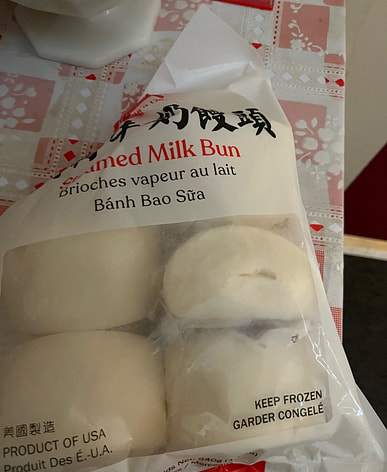 奶饅頭
Steamed Milk Bun
Brioches vapeur au lait
Bánh Bao Sữa
KEEP FROZEN
GARDER CONGELÉ
美國製造
PRODUCT OF USA
Produit Des É.-U.A.